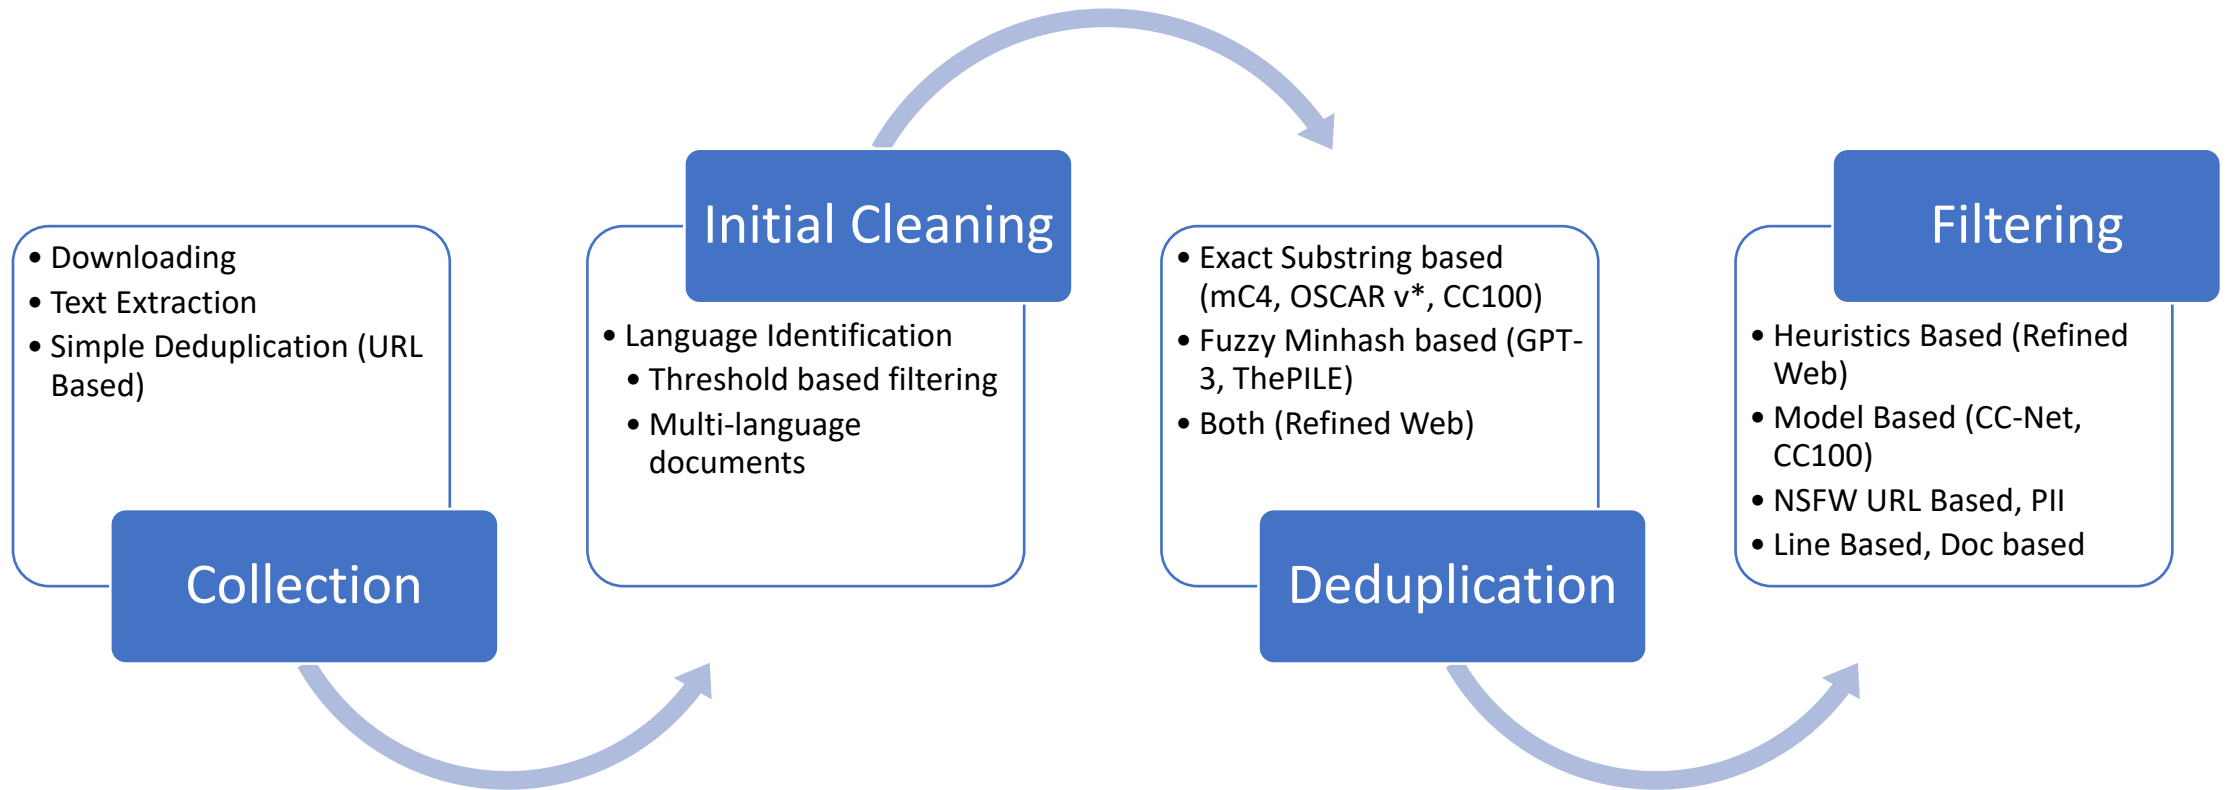 • Downloading
• Text Extraction
• Simple Deduplication (URL
Based)
Collection
Initial Cleaning
• Language Identification
• Threshold based filtering
• Multi-language
documents
• Exact Substring based
(mC4, OSCAR v*, CC100)
• Fuzzy Minhash based (GPT-
3, ThePILE)
• Both (Refined Web)
Deduplication
Filtering
• Heuristics Based (Refined
Web)
• Model Based (CC-Net,
CC100)
• NSFW URL Based, PII
• Line Based, Doc based